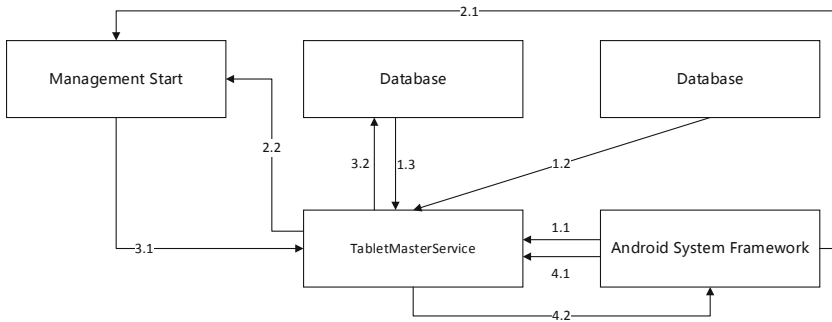 2.1
Management Start
Database
Database
2.2
3.2
1.3
1.2
1.1
3.1
TabletMasterService
Android System Framework
4.1
4.2